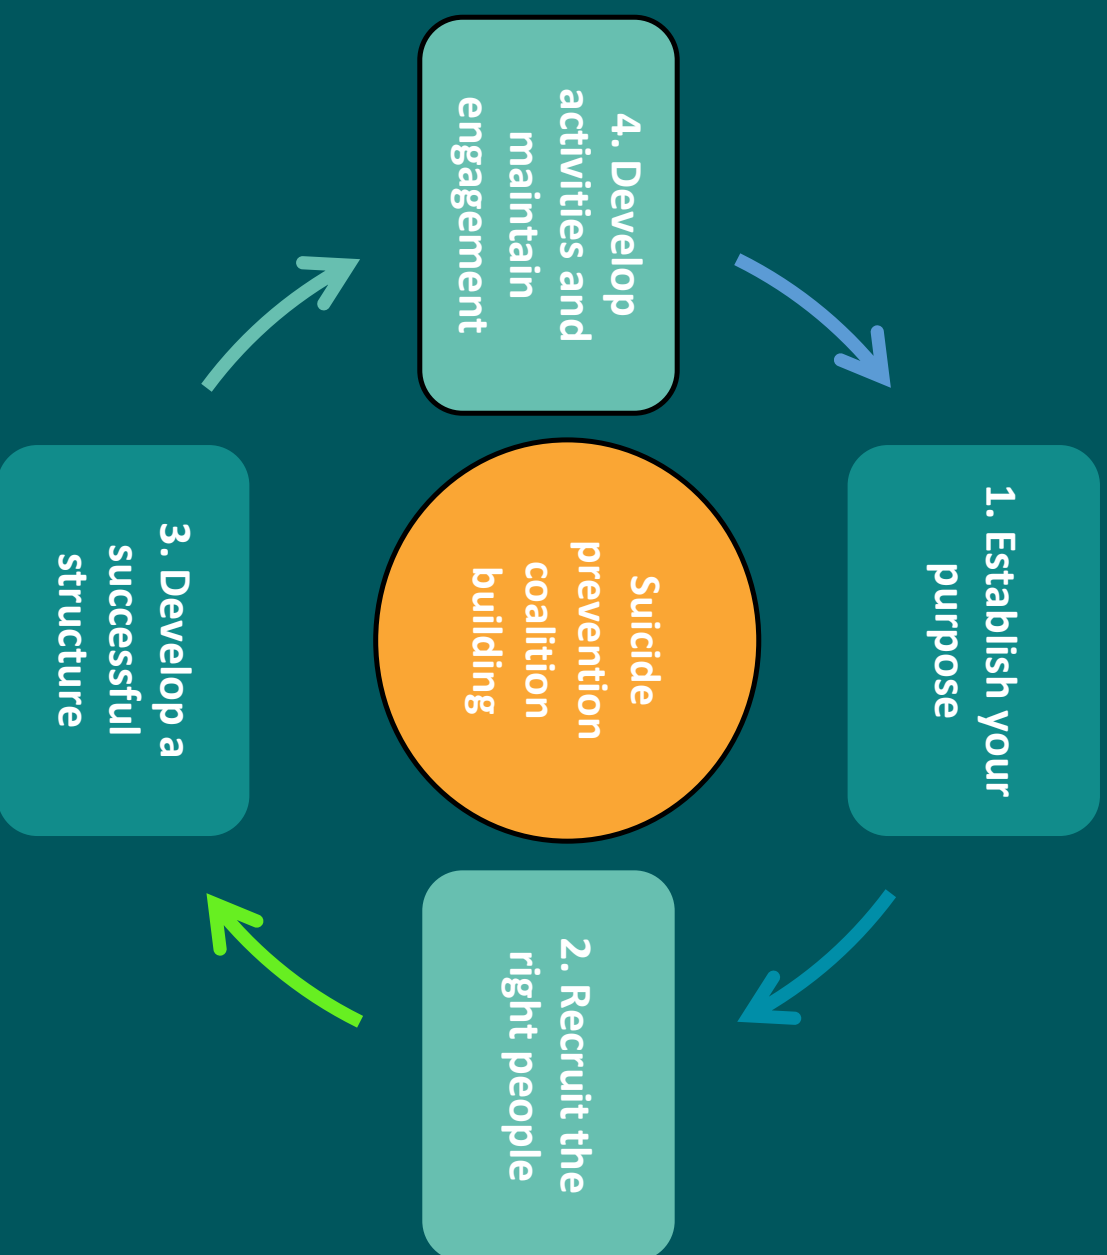 1. Establish your
purpose
2. Recruit the
right people
3. Develop a
successful
structure
4. Develop
activities and
maintain
engagement
Suicide
prevention
coalition
building